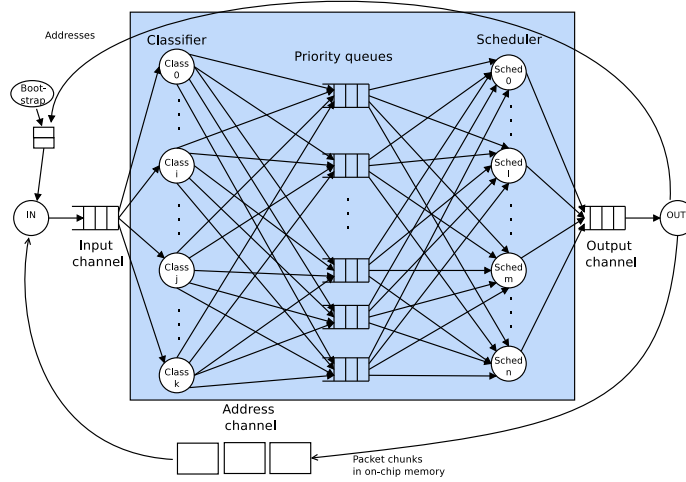 Addresses
Classifier
Priority queues
Scheduler
Boot-
strap
Class
0
Sched
0
Class
i
Sched
l
IN
Input
channel
OUT
Output
channel
Class
j
Sched
m
Class
k
Sched
n
Address
channel
Packet chunks
in on-chip memory